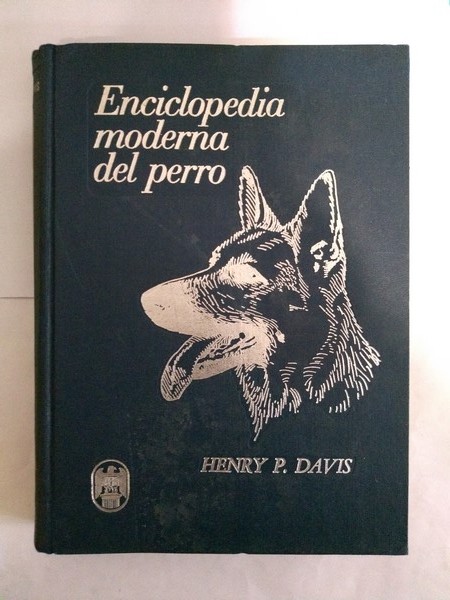 Enciclopedia
moderna
del perro
HENRY P. DAVIS